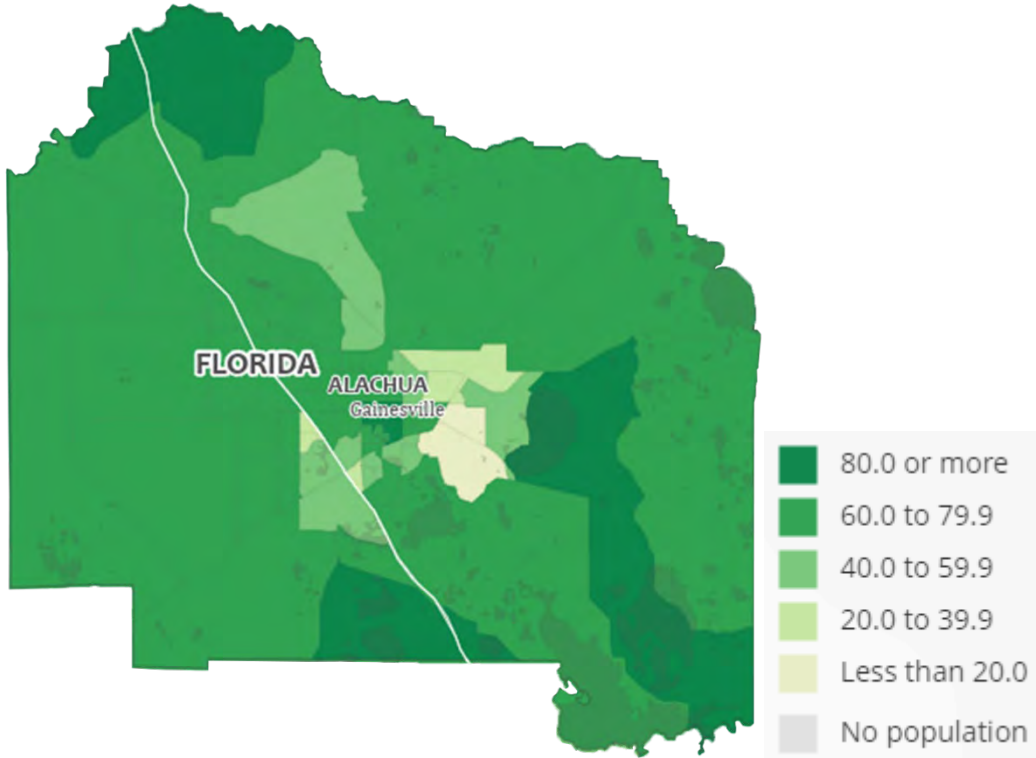 FLORIDA
ALACHUA
Gainesville
80.0 or more
60.0 to 79.9
40.0 to 59.9
20.0 to 39.9
Less than 20.0
No population